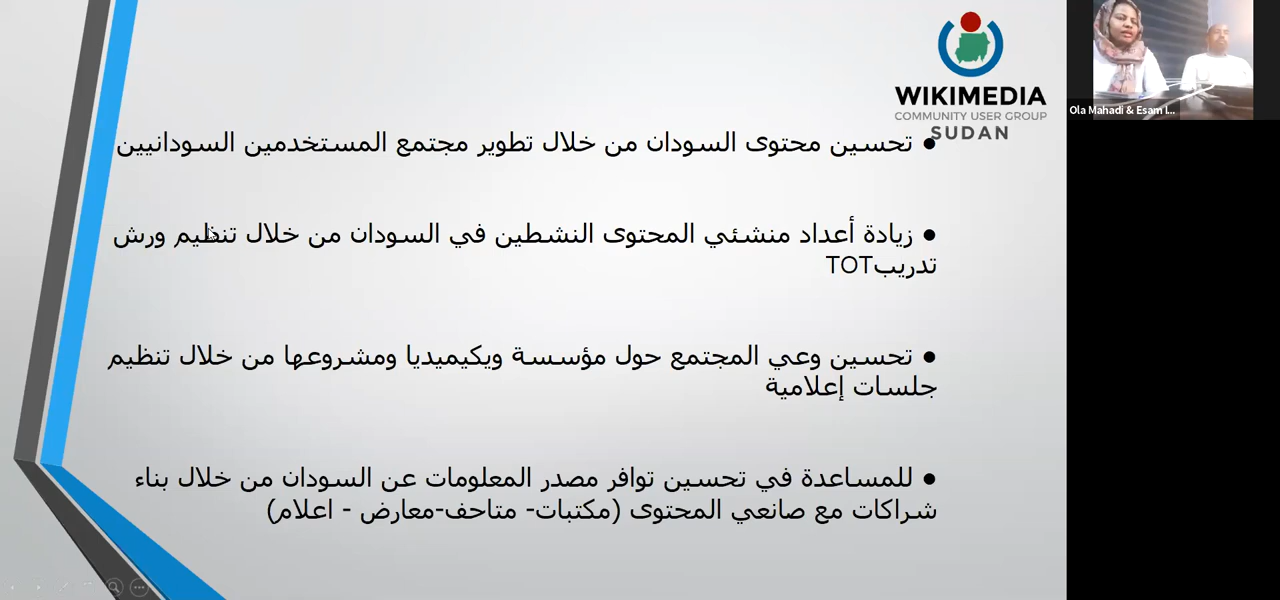 WIKIMEDIA
COMMUNITY USER GROUP
SUDAN
● تحسين محتوى السودان من خلال تطوير مجتمع المستخدمين السودانيين
● زيادة أعداد منشئي المحتوى النشطين في السودان من خلال تنظيم ورش
تدريبTOT
● تحسين وعي المجتمع حول مؤسسة ويكيميديا ومشروعها من خلال تنظيم
جلسات إعلامية
● للمساعدة في تحسين توافر مصدر المعلومات عن السودان من خلال بناء
شراكات مع صانعي المحتوى (مكتبات- متاحف-معارض - اعلام)
Ola Mahadi & Esam I...